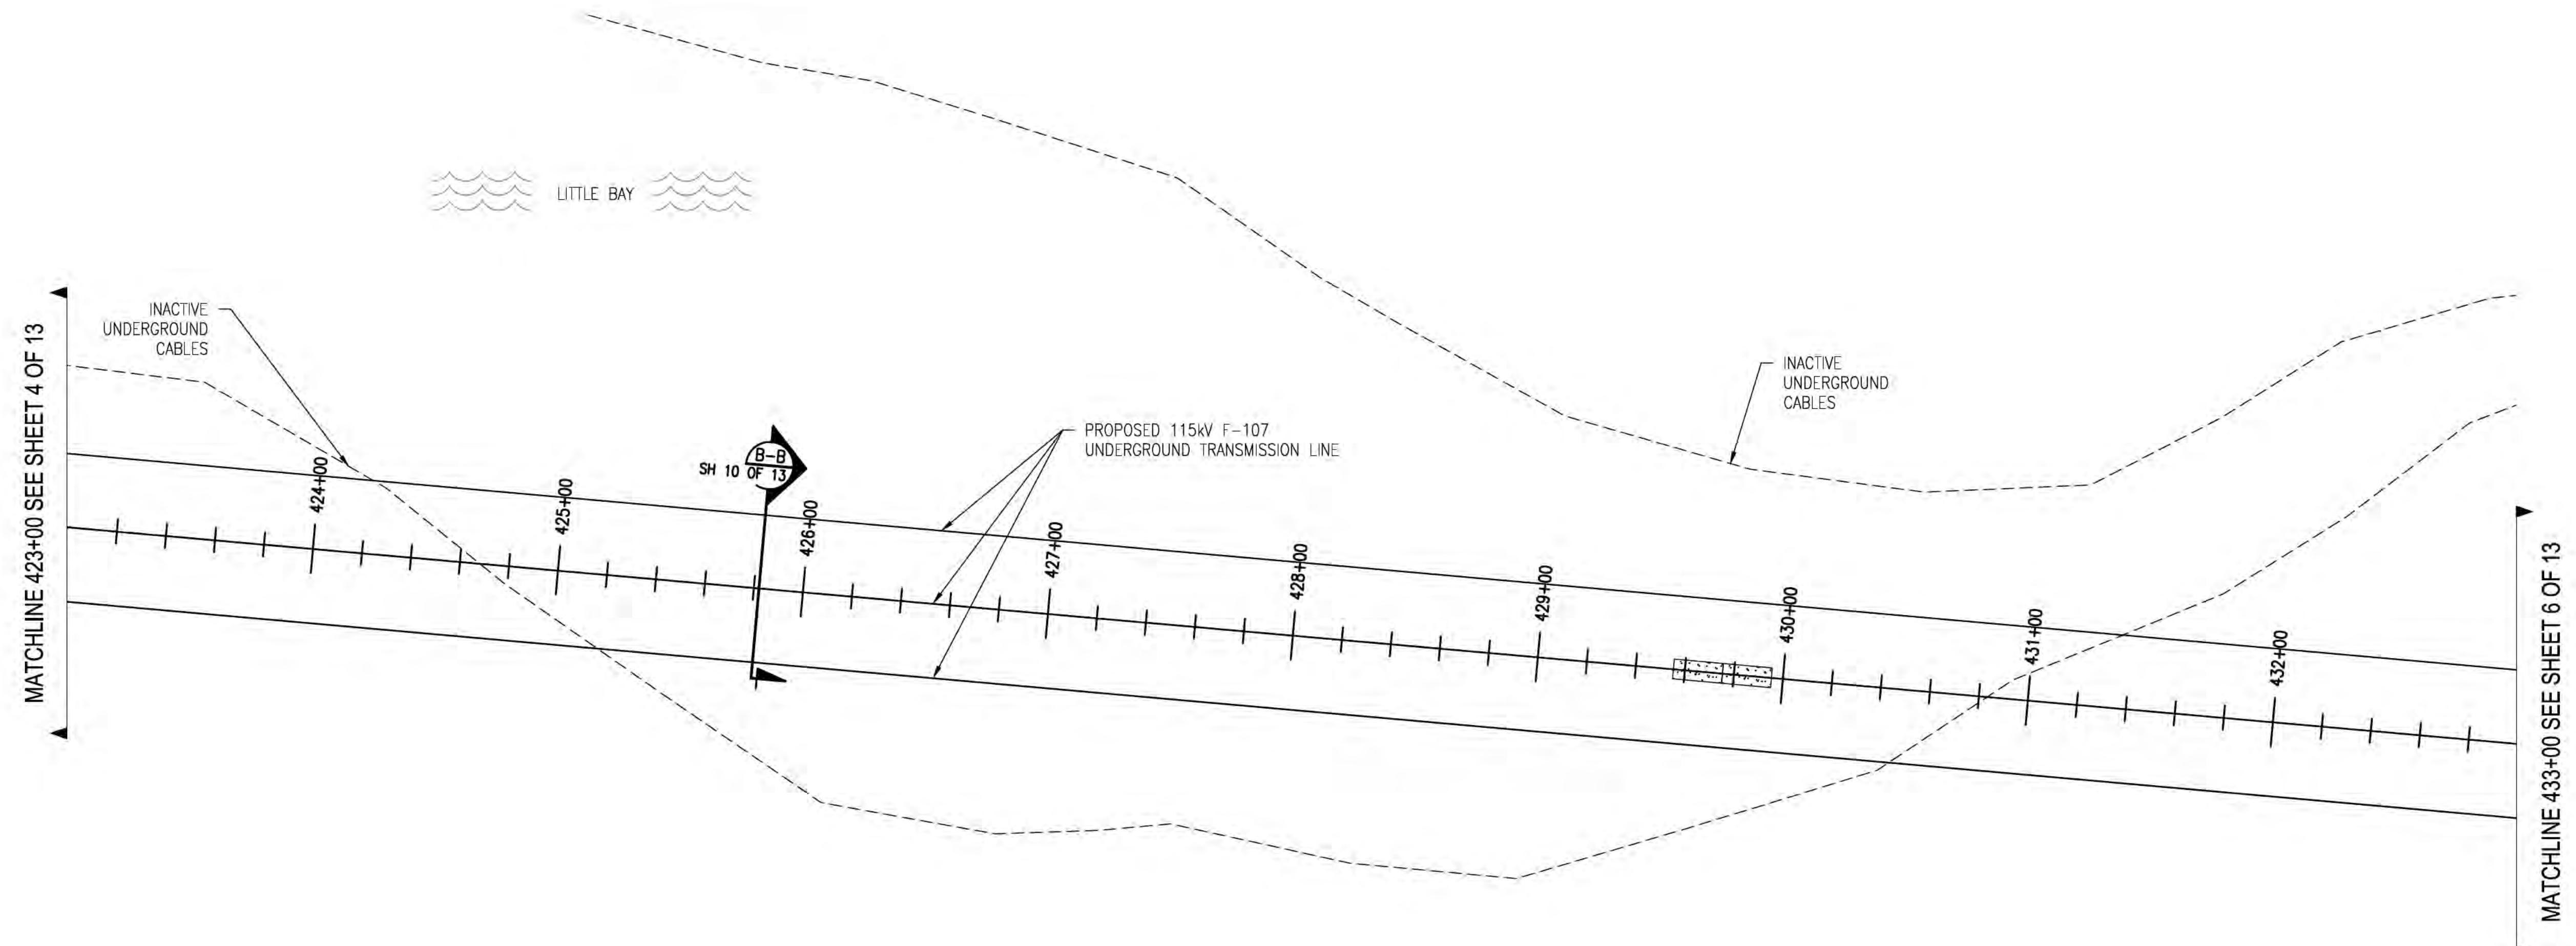 LITTLE BAY
INACTIVE
UNDERGROUND
CABLES
MATCHLINE 423+00 SEE SHEET 4 OF 13
INACTIVE
UNDERGROUND
CABLES
PROPOSED 115kV F-107
UNDERGROUND TRANSMISSION LINE
B-B
SH 10 OF 13
424+00
425+00
426+00
427+00
428+00
429+00
430+00
431+00
432+00
MATCHLINE 433+00 SEE SHEET 6 OF 13